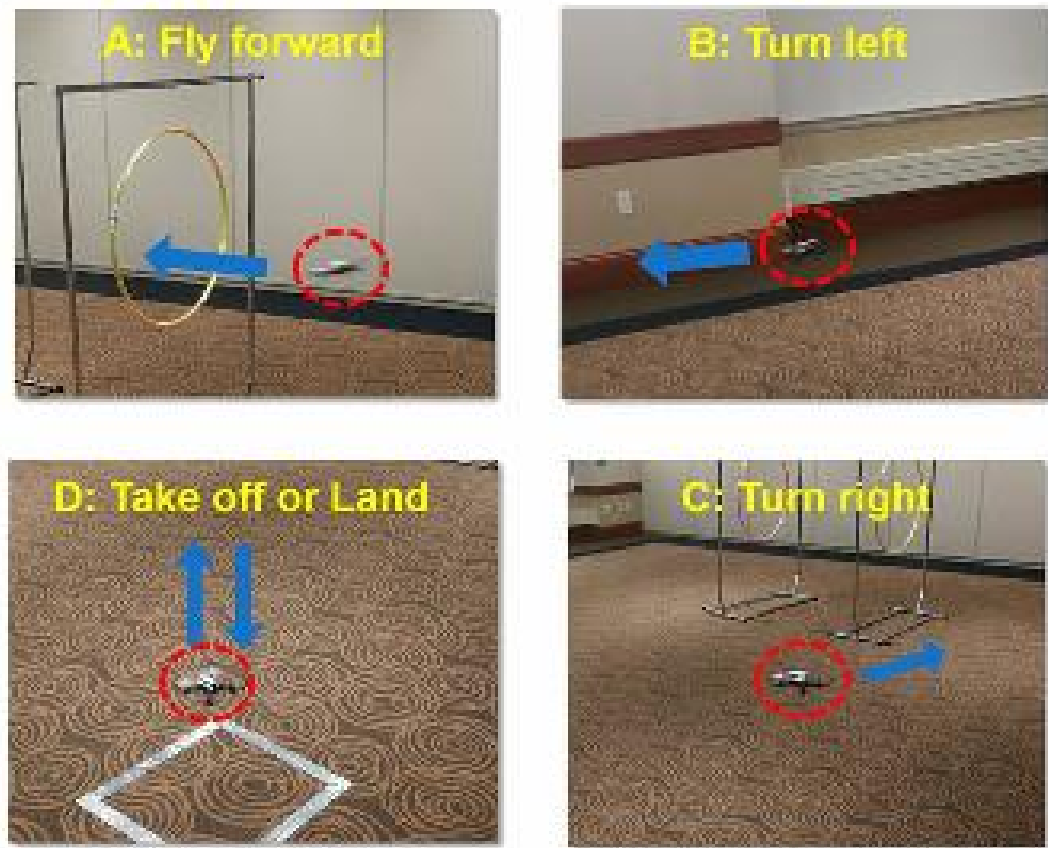 A: Fly forward
B: Turn left
D: Take off or Land
C: Turn right